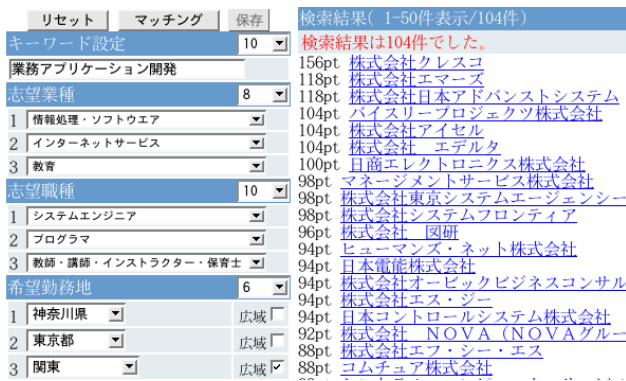 リセット マッチング 保存
キーワード設定 10
業務アプリケーション開発
志望業種 8
1 情報処理・ソフトウエア
2 インターネットサービス
3 教育
志望職種 10
1 システムエンジニア
2 プログラマ
3 教師・講師・インストラクター・保育士
希望勤務地 6
1 神奈川県 広域
2 東京都 広域
3 関東 広域
検索結果( 1-50件表示/104件)
検索結果は104件でした。
156pt 株式会社クレスコ
118pt 株式会社エマーズ
118pt 株式会社日本アドバンストシステム
104pt バイスリープロジェクツ株式会社
104pt 株式会社アイセル
104pt 株式会社 エデルタ
100pt 日商エレクトロニクス株式会社
98pt マネージメントサービス株式会社
98pt 株式会社東京システムエージェンシー
98pt 株式会社システムフロンティア
96pt 株式会社 図研
94pt ヒューマンズ・ネット株式会社
94pt 日本電能株式会社
94pt 株式会社オービックビジネスコンサル
94pt 株式会社エス・ジー
94pt 日本コントロールシステム株式会社
92pt 株式会社 NOVA（NOVAグルー
88pt 株式会社エフ・シー・エス
88pt コムチュア株式会社